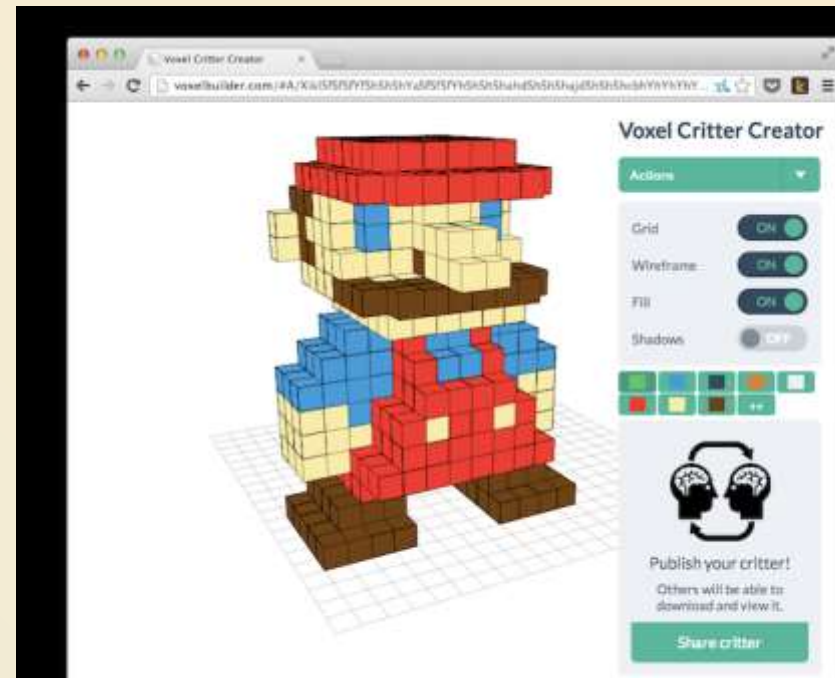 Voxel Critter Creator
Voxel Critter Creator
Actions
Grid
ON
Wireframe
ON
Fill
ON
Shadows
OFF
++
Publish your critter!
Others will be able to
download and view it.
Share critter